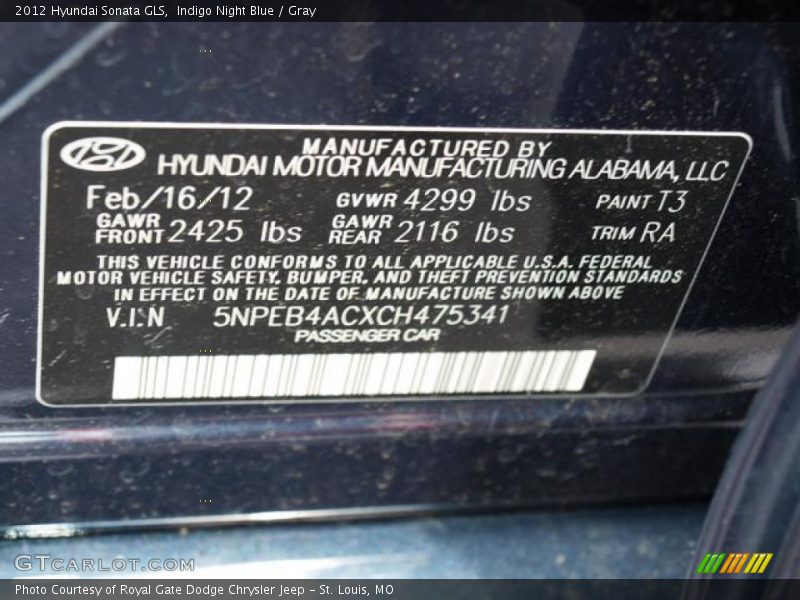 2012 Hyundai Sonata GLS,  Indigo Night Blue / Gray
MANUFACTURED BY
HYUNDAI MOTOR MANUFACTURING ALABAMA, LLC
Feb/16/12 GVWR 4299 lbs PAINT T3
GAWR FRONT 2425 lbs GAWR REAR 2116 lbs TRIM RA
THIS VEHICLE CONFORMS TO ALL APPLICABLE U.S.A. FEDERAL
MOTOR VEHICLE SAFETY, BUMPER, AND THEFT PREVENTION STANDARDS
IN EFFECT ON THE DATE OF MANUFACTURE SHOWN ABOVE
V.I.N 5NPEB4ACXCH475341
PASSENGER CAR
GTCARLOT.COM
Photo Courtesy of Royal Gate Dodge Chrysler Jeep - St. Louis, MO